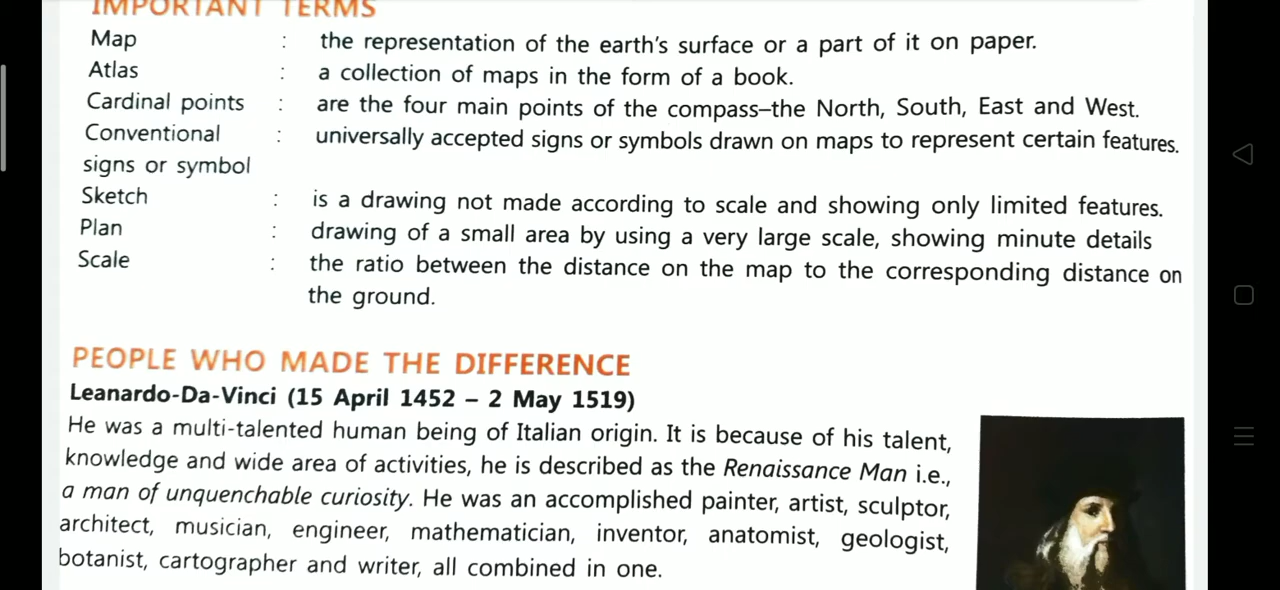 IMPORTANT TERMS
Map : the representation of the earth's surface or a part of it on paper.
Atlas : a collection of maps in the form of a book.
Cardinal points : are the four main points of the compass–the North, South, East and West.
Conventional : universally accepted signs or symbols drawn on maps to represent certain features.
signs or symbol
Sketch : is a drawing not made according to scale and showing only limited features.
Plan : drawing of a small area by using a very large scale, showing minute details
Scale : the ratio between the distance on the map to the corresponding distance on
the ground.
PEOPLE WHO MADE THE DIFFERENCE
Leanardo-Da-Vinci (15 April 1452 – 2 May 1519)
He was a multi-talented human being of Italian origin. It is because of his talent,
knowledge and wide area of activities, he is described as the Renaissance Man i.e.,
a man of unquenchable curiosity. He was an accomplished painter, artist, sculptor,
architect, musician, engineer, mathematician, inventor, anatomist, geologist,
botanist, cartographer and writer, all combined in one.